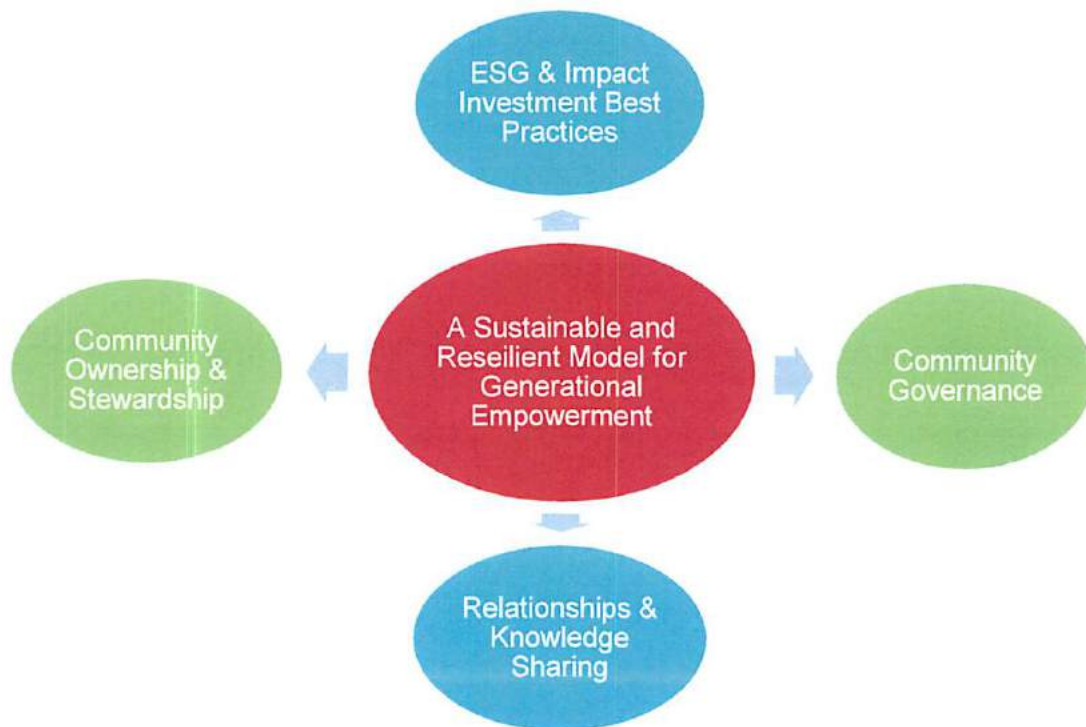 ESG & Impact
Investment Best
Practices
Community
Ownership &
Stewardship
A Sustainable and
Reseilient Model for
Generational
Empowerment
Community
Governance
Relationships &
Knowledge
Sharing